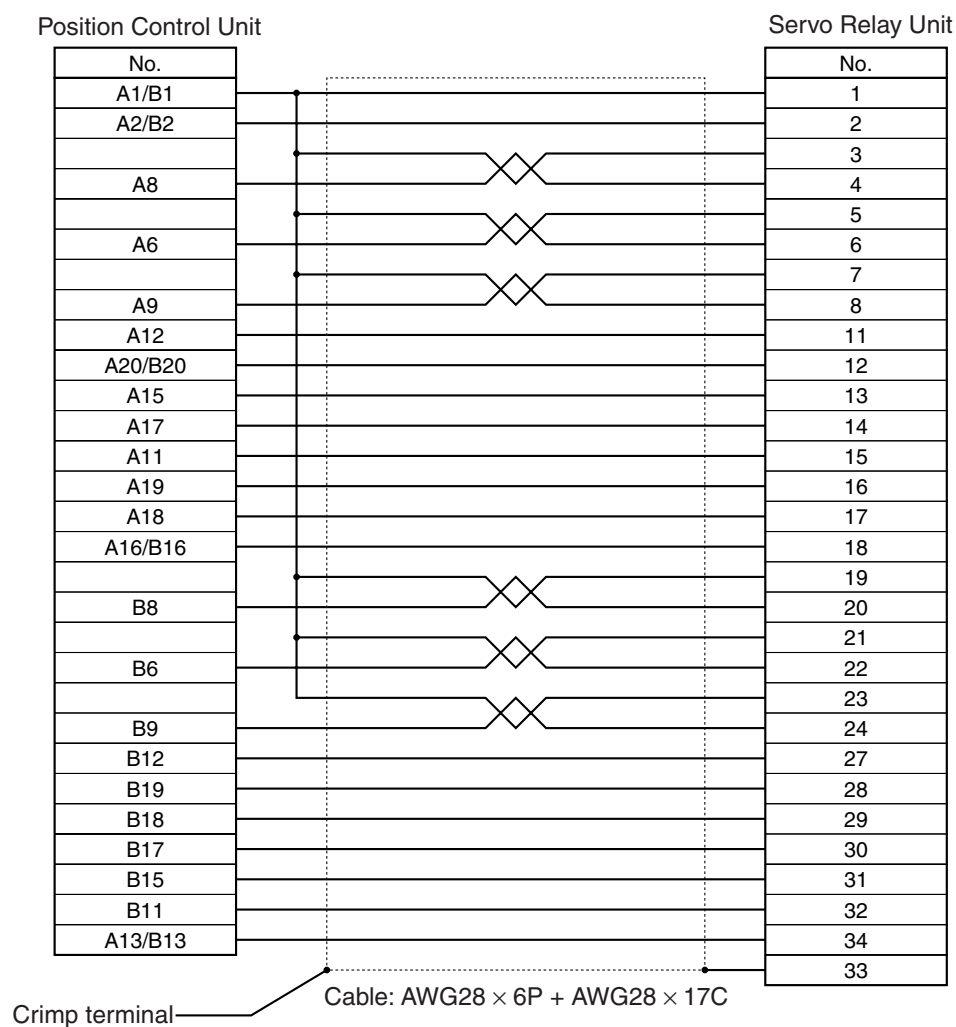 Position Control Unit Servo Relay Unit
No. No.
A1/B1 1
A2/B2 2
3
A8 4
5
A6 6
7
A9 8
A12 11
A20/B20 12
A15 13
A17 14
A11 15
A19 16
A18 17
A16/B16 18
19
B8 20
21
B6 22
23
B9 24
B12 27
B19 28
B18 29
B17 30
B15 31
B11 32
A13/B13 34
33
Cable: AWG28 × 6P + AWG28 × 17C
Crimp terminal